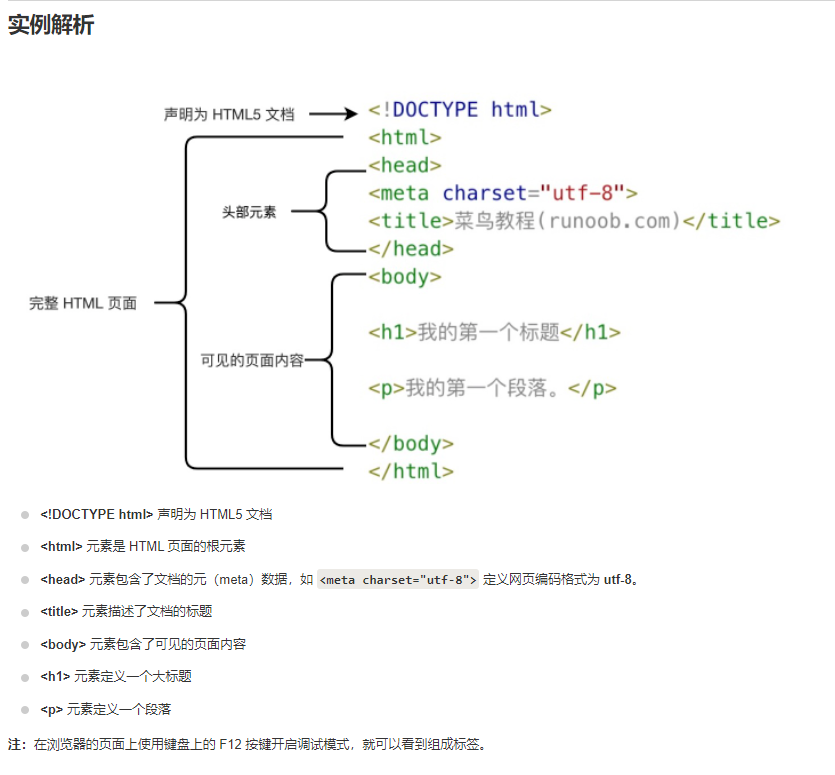 实例解析
声明为 HTML5 文档
<!DOCTYPE html>
<html>
<head>
头部元素
<meta charset="utf-8">
<title>菜鸟教程(runoob.com)</title>
</head>
<body>
完整 HTML 页面
<h1>我的第一个标题</h1>
可见的页面内容
<p>我的第一个段落。</p>
</body>
</html>
<!DOCTYPE html> 声明为 HTML5 文档
<html> 元素是 HTML 页面的根元素
<head> 元素包含了文档的元（meta）数据，如 <meta charset="utf-8"> 定义网页编码格式为 utf-8。
<title> 元素描述了文档的标题
<body> 元素包含了可见的页面内容
<h1> 元素定义一个大标题
<p> 元素定义一个段落
注：在浏览器的页面上使用键盘上的 F12 按键开启调试模式，就可以看到组成标签。